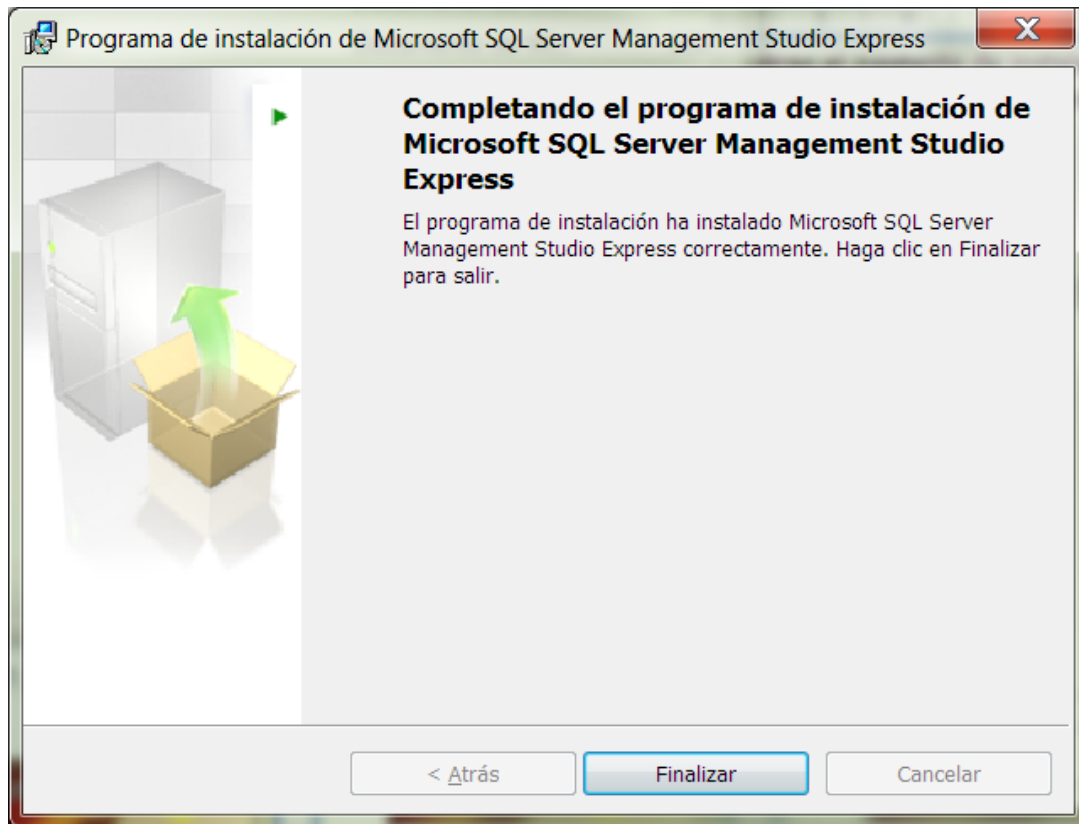 Programa de instalación de Microsoft SQL Server Management Studio Express
Completando el programa de instalación de
Microsoft SQL Server Management Studio
Express
El programa de instalación ha instalado Microsoft SQL Server
Management Studio Express correctamente. Haga clic en Finalizar
para salir.
< Atrás
Finalizar
Cancelar